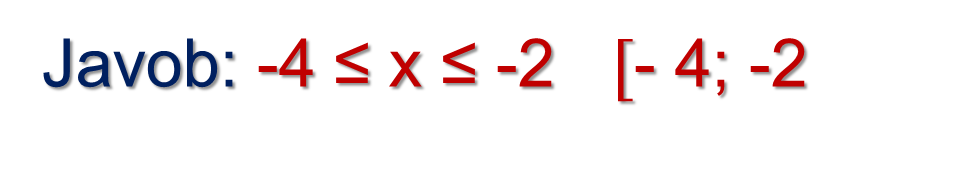 Javob: -4 ≤ x ≤ -2 [- 4; -2